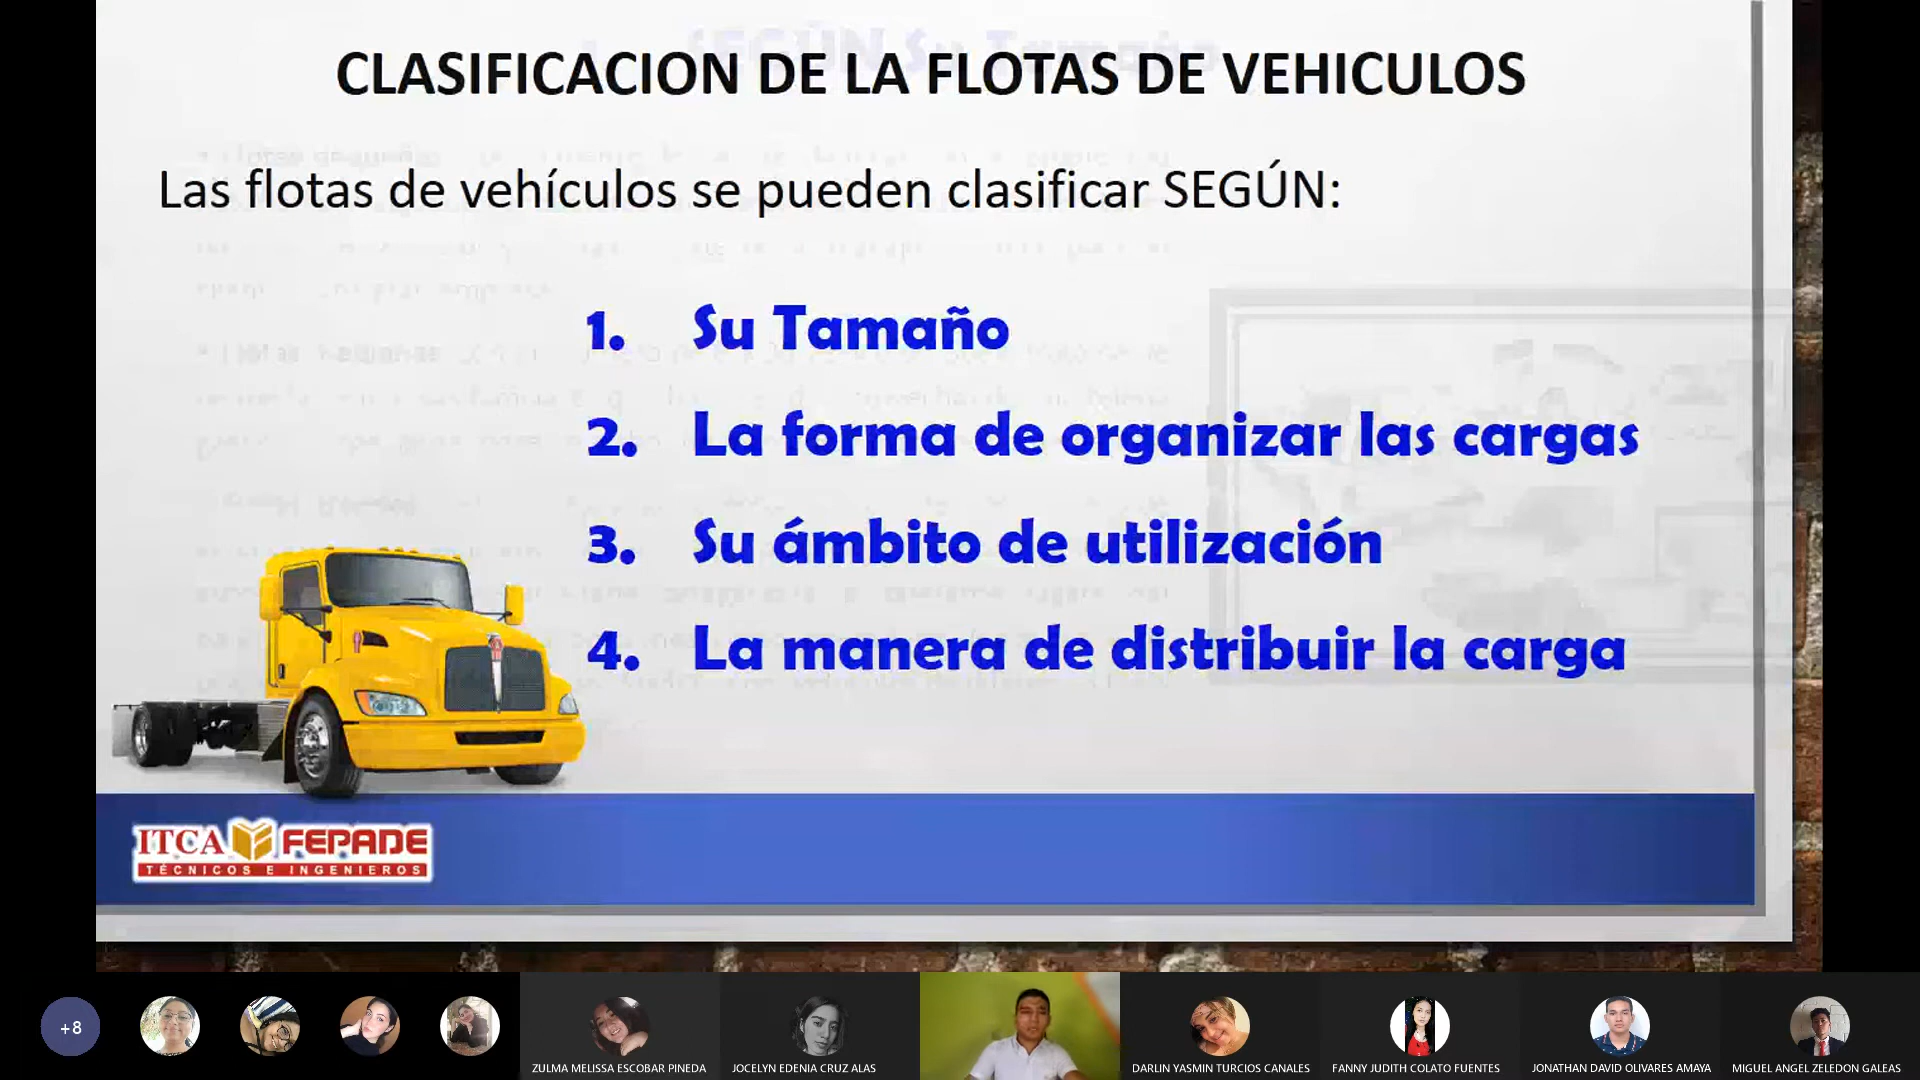 CLASIFICACION DE LA FLOTAS DE VEHICULOS
Las flotas de vehículos se pueden clasificar SEGÚN:
1. Su Tamaño
2. La forma de organizar las cargas
3. Su ámbito de utilización
4. La manera de distribuir la carga
ITCA FEPADE
TÉCNICOS E INGENIEROS
+8
ZULMA MELISSA ESCOBAR PINEDA
JOCELYN EDENIA CRUZ ALAS
DARLIN YASMIN TURCIOS CANALES
FANNY JUDITH COLATO FUENTES
JONATHAN DAVID OLIVARES AMAYA
MIGUEL ANGEL ZELEDON GALEAS